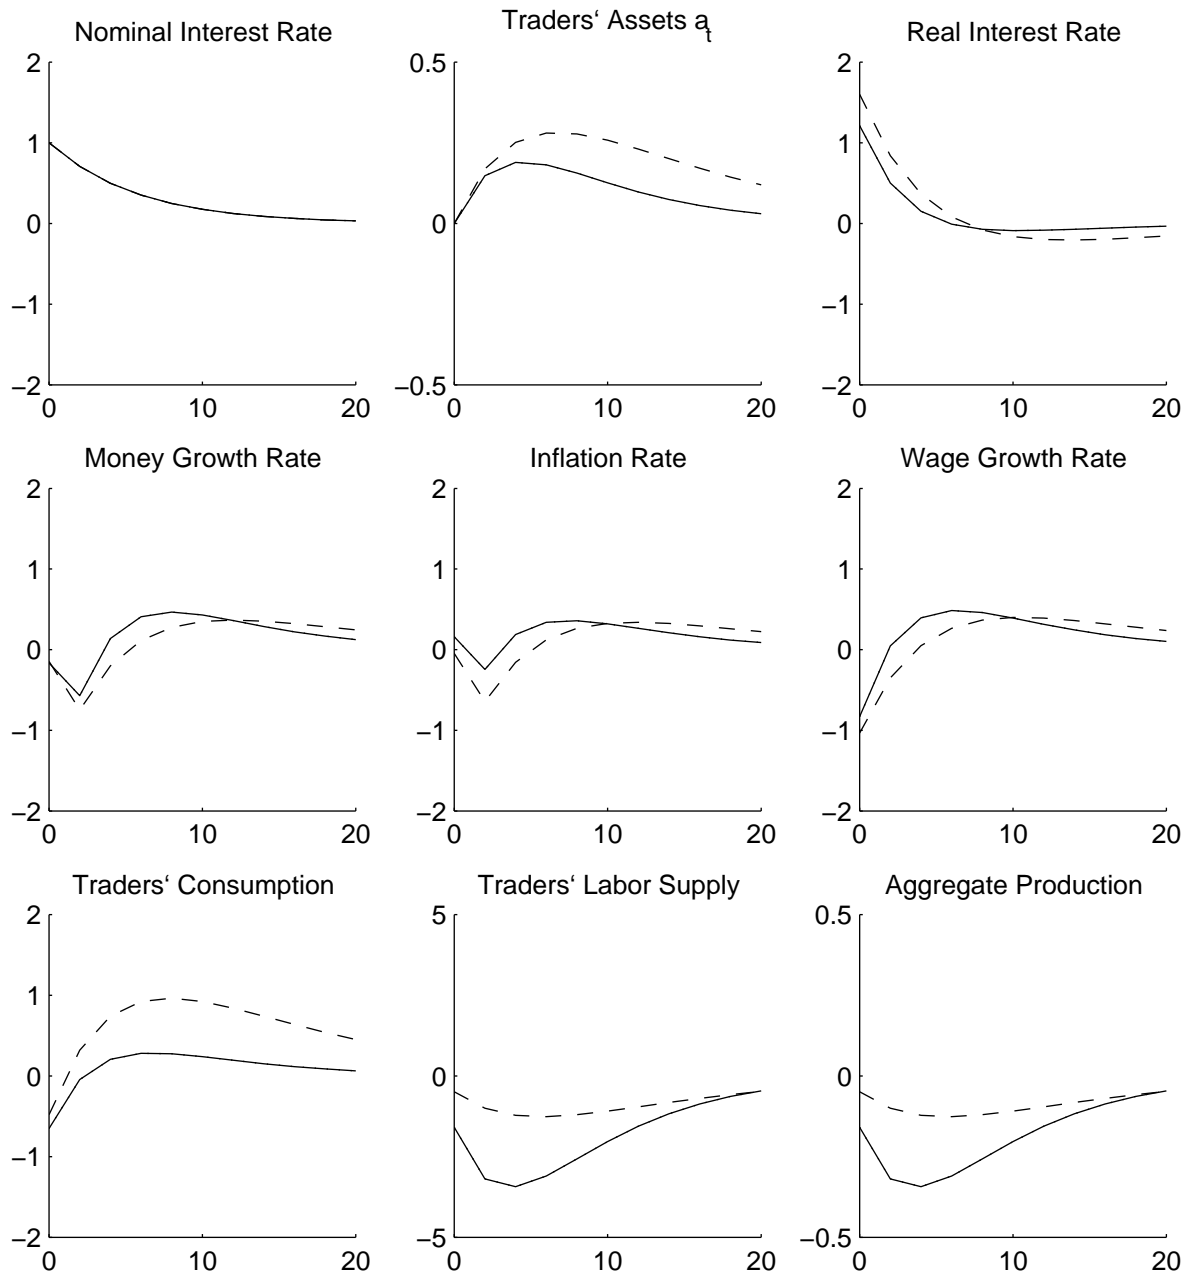 Nominal Interest Rate
Traders‘ Assets a_t
Real Interest Rate
2
1
0
−1
−2
0 10 20
0.5
0
−0.5
0 10 20
2
1
0
−1
−2
0 10 20
Money Growth Rate
Inflation Rate
Wage Growth Rate
2
1
0
−1
−2
0 10 20
2
1
0
−1
−2
0 10 20
2
1
0
−1
−2
0 10 20
Traders‘ Consumption
Traders‘ Labor Supply
Aggregate Production
2
1
0
−1
−2
0 10 20
5
0
−5
0 10 20
0.5
0
−0.5
0 10 20